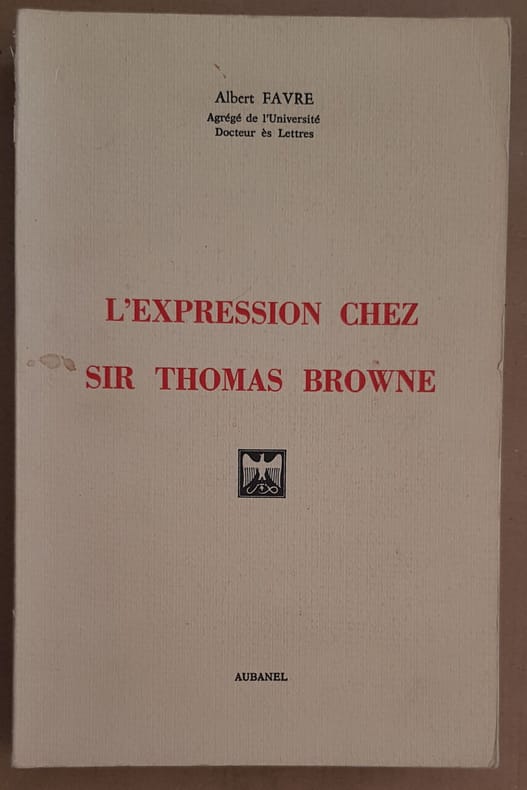 Albert FAVRE
Agrégé de l'Université
Docteur ès Lettres
L'EXPRESSION CHEZ
SIR THOMAS BROWNE
AUBANEL